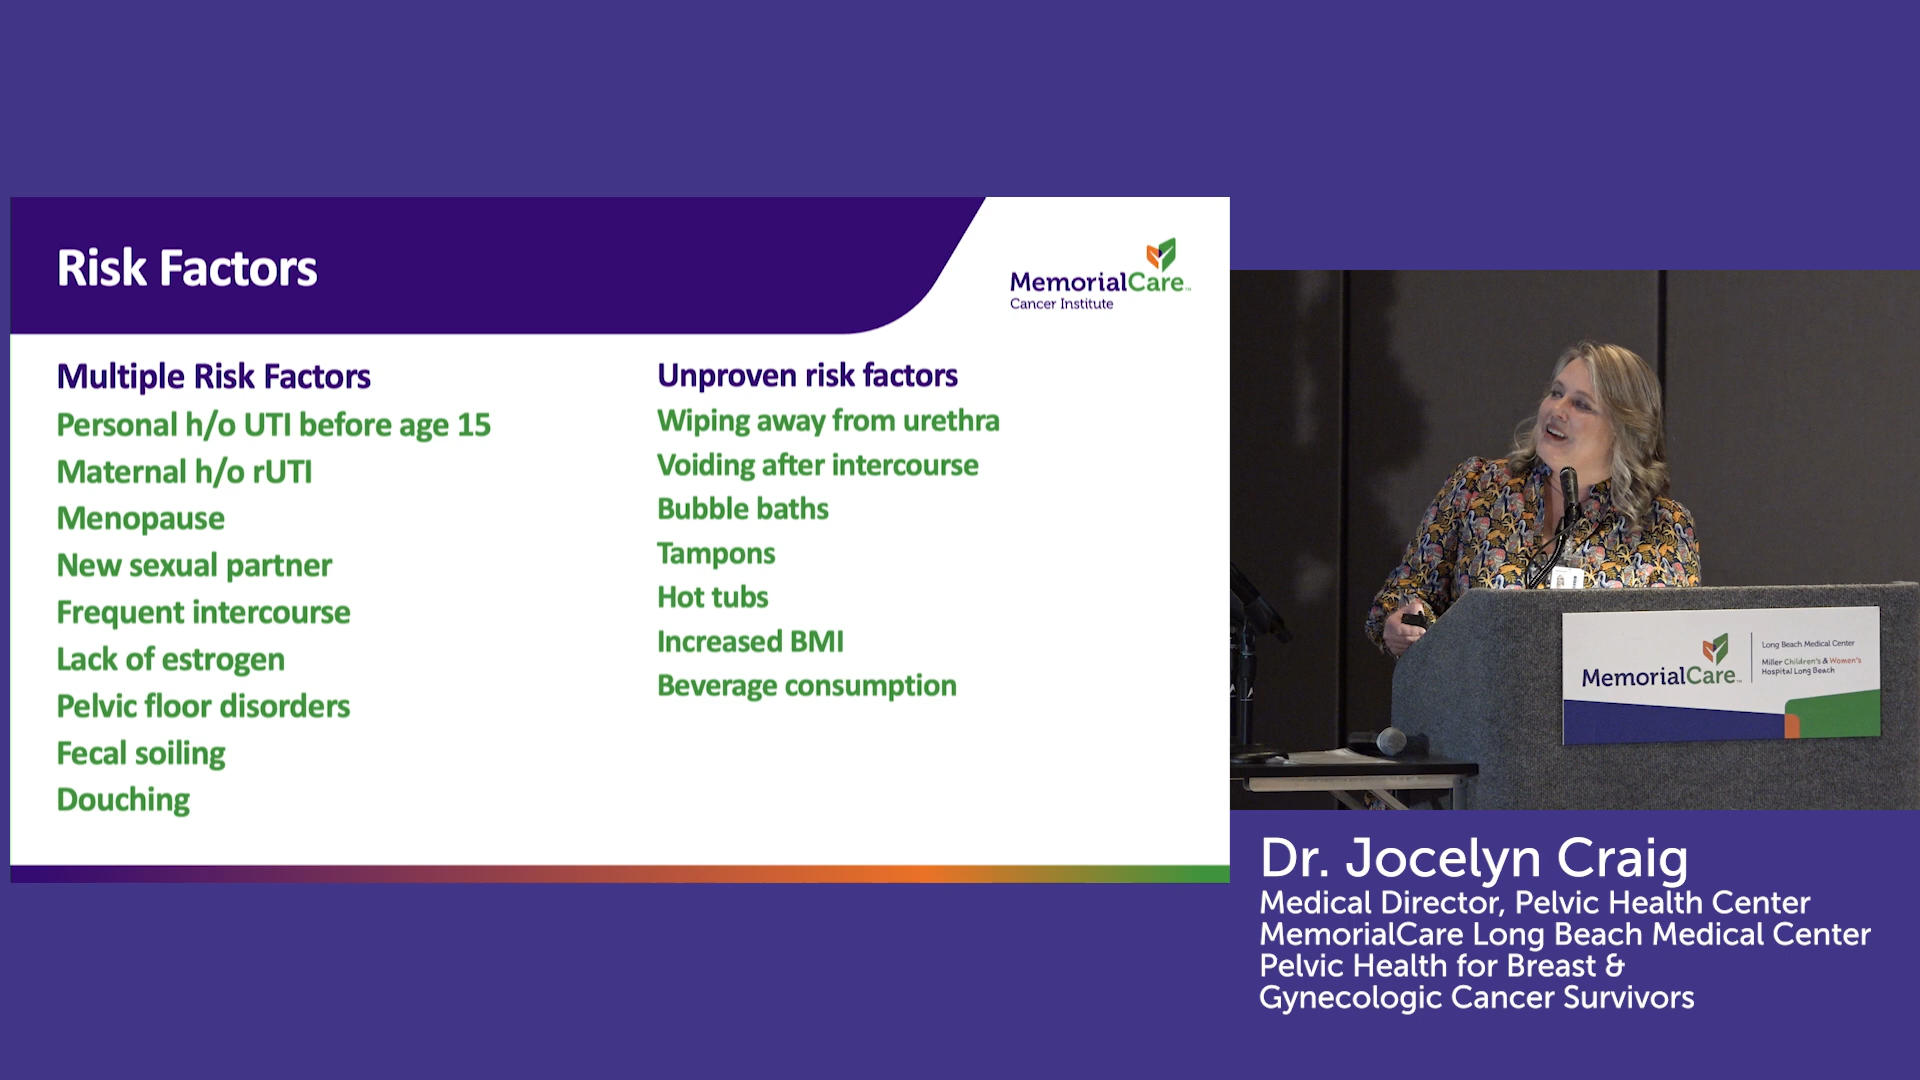 Risk Factors
MemorialCare™
Cancer Institute
Multiple Risk Factors
Personal h/o UTI before age 15
Maternal h/o rUTI
Menopause
New sexual partner
Frequent intercourse
Lack of estrogen
Pelvic floor disorders
Fecal soiling
Douching
Unproven risk factors
Wiping away from urethra
Voiding after intercourse
Bubble baths
Tampons
Hot tubs
Increased BMI
Beverage consumption
MemorialCare™
Long Beach Medical Center
Miller Children's & Women's
Hospital Long Beach
Dr. Jocelyn Craig
Medical Director, Pelvic Health Center
MemorialCare Long Beach Medical Center
Pelvic Health for Breast &
Gynecologic Cancer Survivors